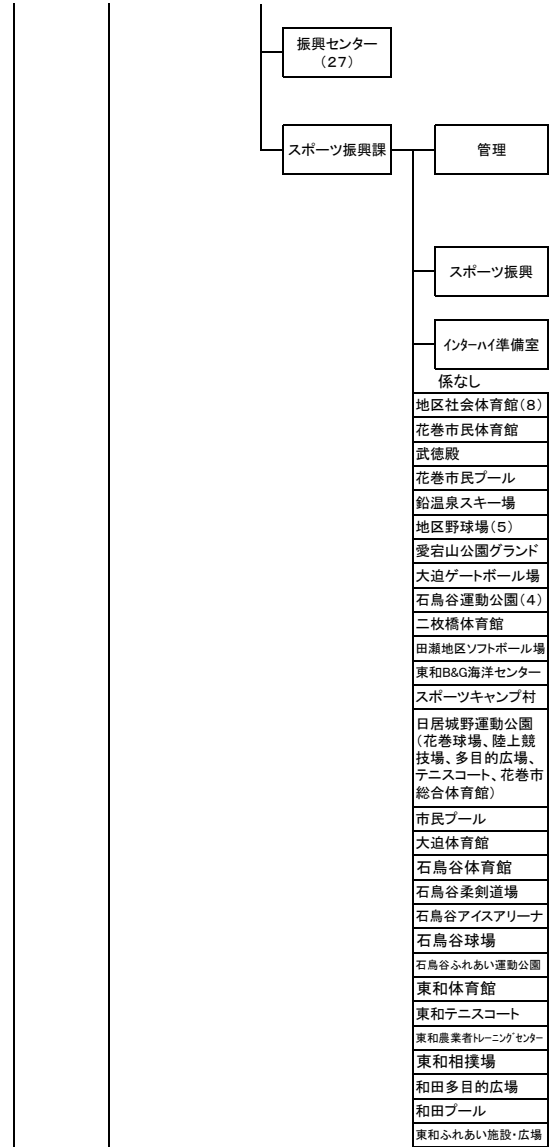 振興センター
(27)
スポーツ振興課
管理
スポーツ振興
インターハイ準備室
係なし
地区社会体育館(8)
花巻市民体育館
武徳殿
花巻市民プール
鉛温泉スキー場
地区野球場(5)
愛宕山公園グランド
大迫ゲートボール場
石鳥谷運動公園(4)
二枚橋体育館
田瀬地区ソフトボール場
東和B&G海洋センター
スポーツキャンプ村
日居城野運動公園
(花巻球場、陸上競
技場、多目的広場、
テニスコート、花巻市
総合体育館)
市民プール
大迫体育館
石鳥谷体育館
石鳥谷柔剣道場
石鳥谷アイスアリーナ
石鳥谷球場
石鳥谷ふれあい運動公園
東和体育館
東和テニスコート
東和農業者トレーニングセンター
東和相撲場
和田多目的広場
和田プール
東和ふれあい施設・広場